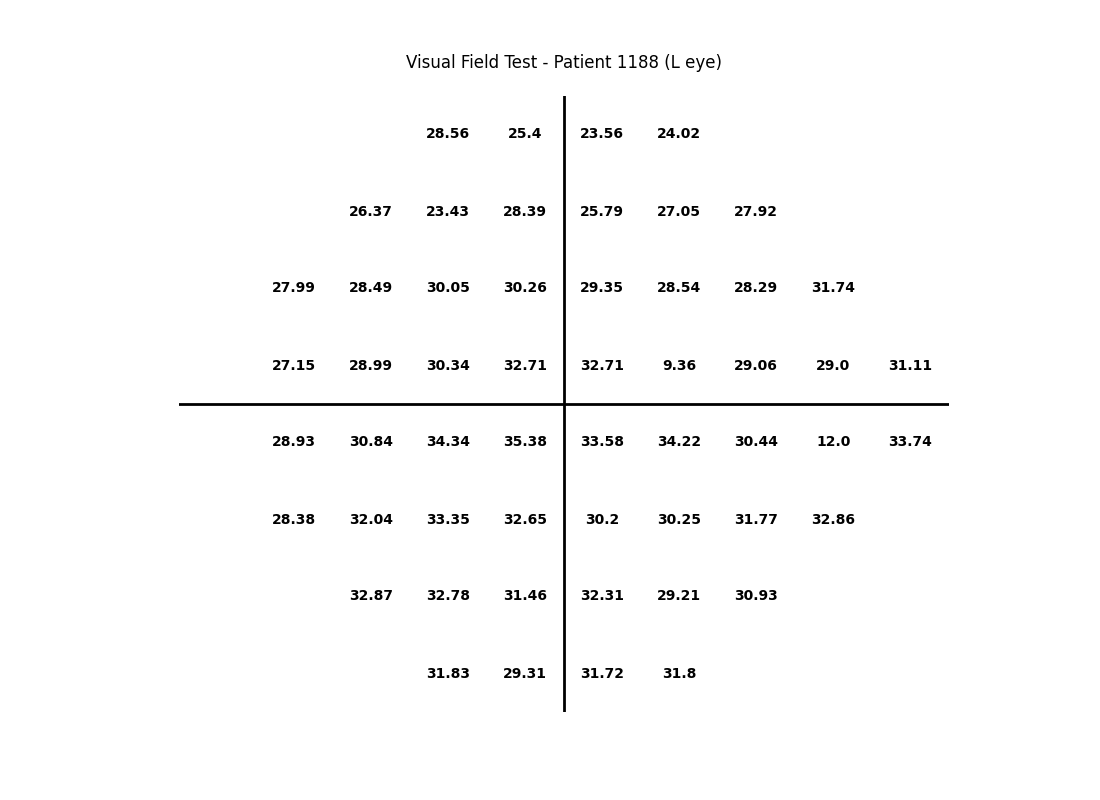 Visual Field Test - Patient 1188 (L eye)
28.56 25.4 23.56 24.02
26.37 23.43 28.39 25.79 27.05 27.92
27.99 28.49 30.05 30.26 29.35 28.54 28.29 31.74
27.15 28.99 30.34 32.71 32.71 9.36 29.06 29.0 31.11
28.93 30.84 34.34 35.38 33.58 34.22 30.44 12.0 33.74
28.38 32.04 33.35 32.65 30.2 30.25 31.77 32.86
32.87 32.78 31.46 32.31 29.21 30.93
31.83 29.31 31.72 31.8